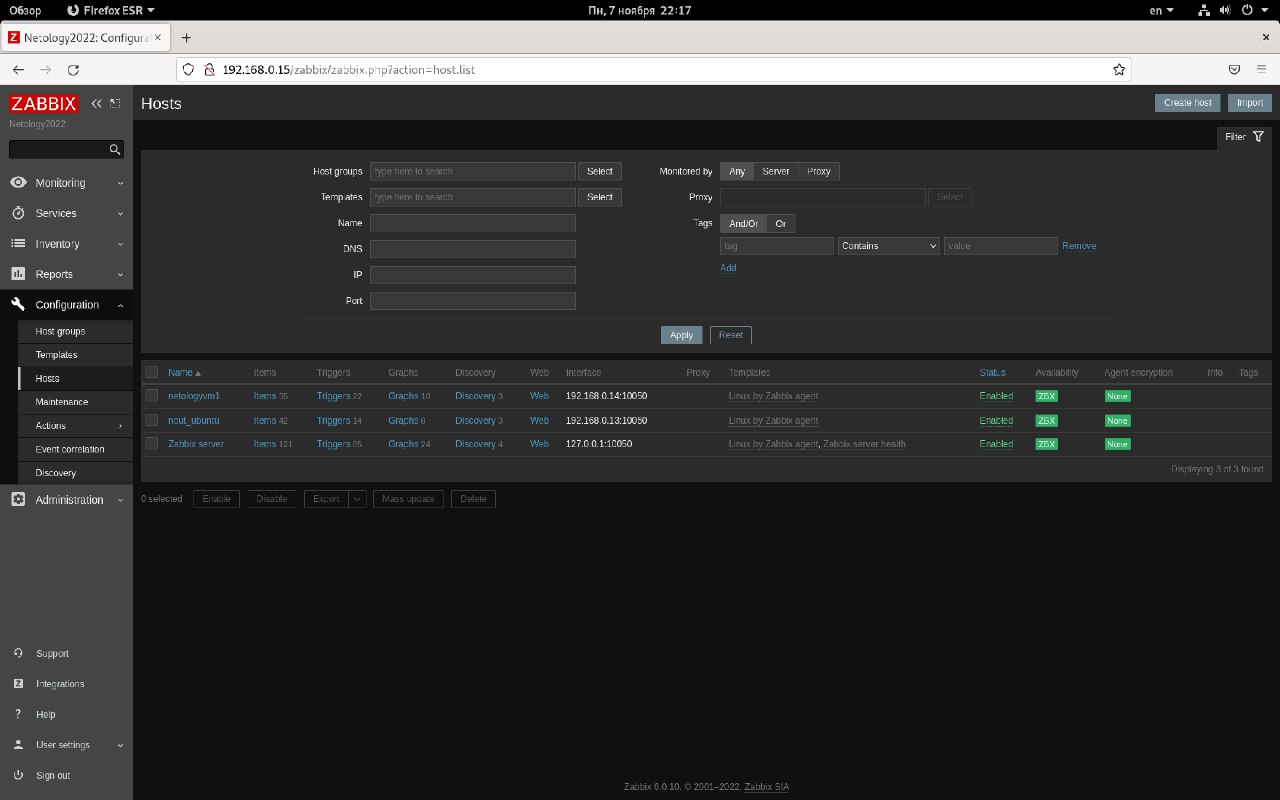 Обзор Firefox ESR Пн, 7 ноября 22:17 en
Netology2022: Configura
192.168.0.15/zabbix/zabbix.php?action=host.list
ZABBIX
Netology2022
Monitoring
Services
Inventory
Reports
Configuration
Host groups
Templates
Hosts
Maintenance
Actions
Event correlation
Discovery
Administration
Support
Integrations
Help
User settings
Sign out
Hosts Create host Import
Filter
Host groups type here to search Select Monitored by Any Server Proxy
Templates type here to search Select Proxy Select
Name Tags And/Or Or
DNS tag Contains value Remove
IP Add
Port
Apply Reset
Name Items Triggers Graphs Discovery Web Interface Proxy Templates Status Availability Agent encryption Info Tags
netologyvm1 Items 35 Triggers 22 Graphs 10 Discovery 3 Web 192.168.0.14:10050 Linux by Zabbix agent Enabled ZBX None
nout_ubuntu Items 42 Triggers 14 Graphs 8 Discovery 3 Web 192.168.0.13:10050 Linux by Zabbix agent Enabled ZBX None
Zabbix server Items 121 Triggers 65 Graphs 24 Discovery 4 Web 127.0.0.1:10050 Linux by Zabbix agent, Zabbix server health Enabled ZBX None
Displaying 3 of 3 found
0 selected Enable Disable Export Mass update Delete
Zabbix 6.0.10. © 2001–2022, Zabbix SIA